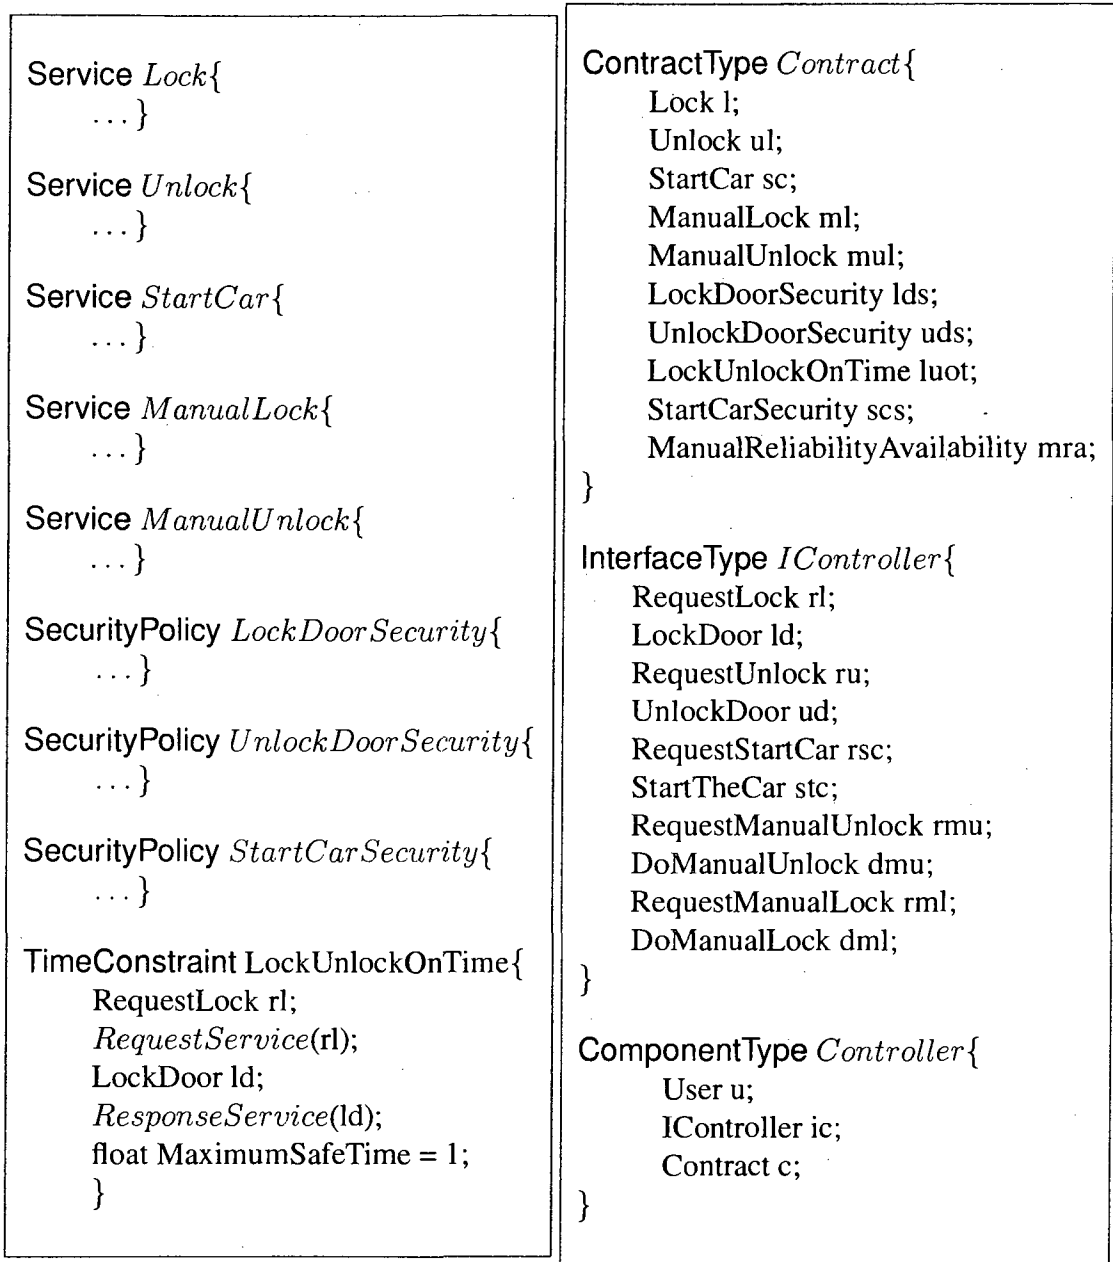 Service Lock{
...}
Service Unlock{
...}
Service StartCar{
...}
Service ManualLock{
...}
Service ManualUnlock{
...}
SecurityPolicy LockDoorSecurity{
...}
SecurityPolicy UnlockDoorSecurity{
...}
SecurityPolicy StartCarSecurity{
...}
TimeConstraint LockUnlockOnTime{
RequestLock rl;
RequestService(rl);
LockDoor ld;
ResponseService(ld);
float MaximumSafeTime = 1;
}
ContractType Contract{
Lock l;
Unlock ul;
StartCar sc;
ManualLock ml;
ManualUnlock mul;
LockDoorSecurity lds;
UnlockDoorSecurity uds;
LockUnlockOnTime luot;
StartCarSecurity scs;
ManualReliabilityAvailability mra;
}
InterfaceType IController{
RequestLock rl;
LockDoor ld;
RequestUnlock ru;
UnlockDoor ud;
RequestStartCar rsc;
StartTheCar stc;
RequestManualUnlock rmu;
DoManualUnlock dmu;
RequestManualLock rml;
DoManualLock dml;
}
ComponentType Controller{
User u;
IController ic;
Contract c;
}